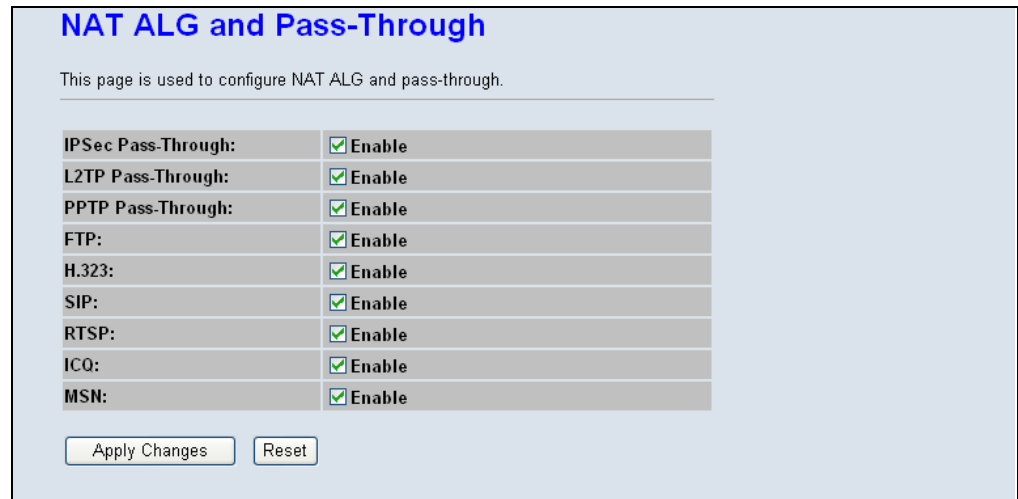 NAT ALG and Pass-Through
This page is used to configure NAT ALG and pass-through.
IPSec Pass-Through: Enable
L2TP Pass-Through: Enable
PPTP Pass-Through: Enable
FTP: Enable
H.323: Enable
SIP: Enable
RTSP: Enable
ICQ: Enable
MSN: Enable
Apply Changes Reset